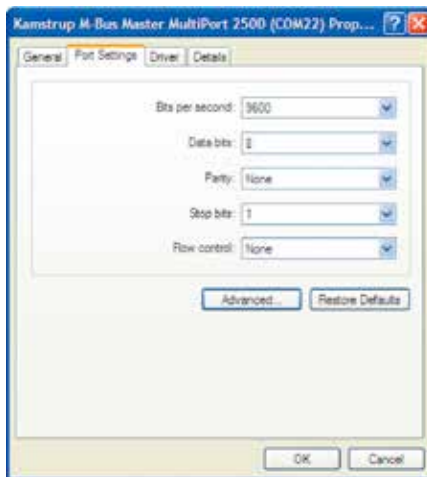 Kamstrup M-Bus Master MultiPort 2500 (COM22) Prop....
General Port Settings Driver Details
Bits per second: 9600
Data bits: 8
Parity: None
Stop bits: 1
Flow control: None
Advanced... Restore Defaults
OK Cancel